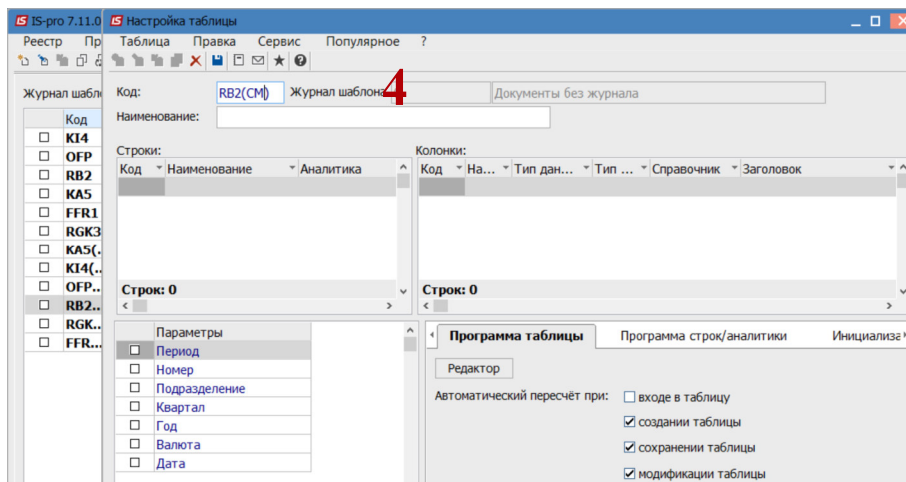 IS-pro 7.11.0
Настройка таблицы
Реестр
Таблица Правка Сервис Популярное ?
Код: RB2(CM) Журнал шаблона 4 Документы без журнала
Наименование:
Журнал шабл
Код
KI4
OFP
RB2
KA5
FFR1
RGK3
KA5(.
KI4(..
OFP..
RB2...
RGK..
FFR...
Строки:
Код Наименование Аналитика
Строк: 0
Колонки:
Код На... Тип дан... Тип ... Справочник Заголовок
Строк: 0
Параметры
Период
Номер
Подразделение
Квартал
Год
Валюта
Дата
Программа таблицы Программа строк/аналитики Инициализа
Редактор
Автоматический пересчёт при: входе в таблицу
создании таблицы
сохранении таблицы
модификации таблицы